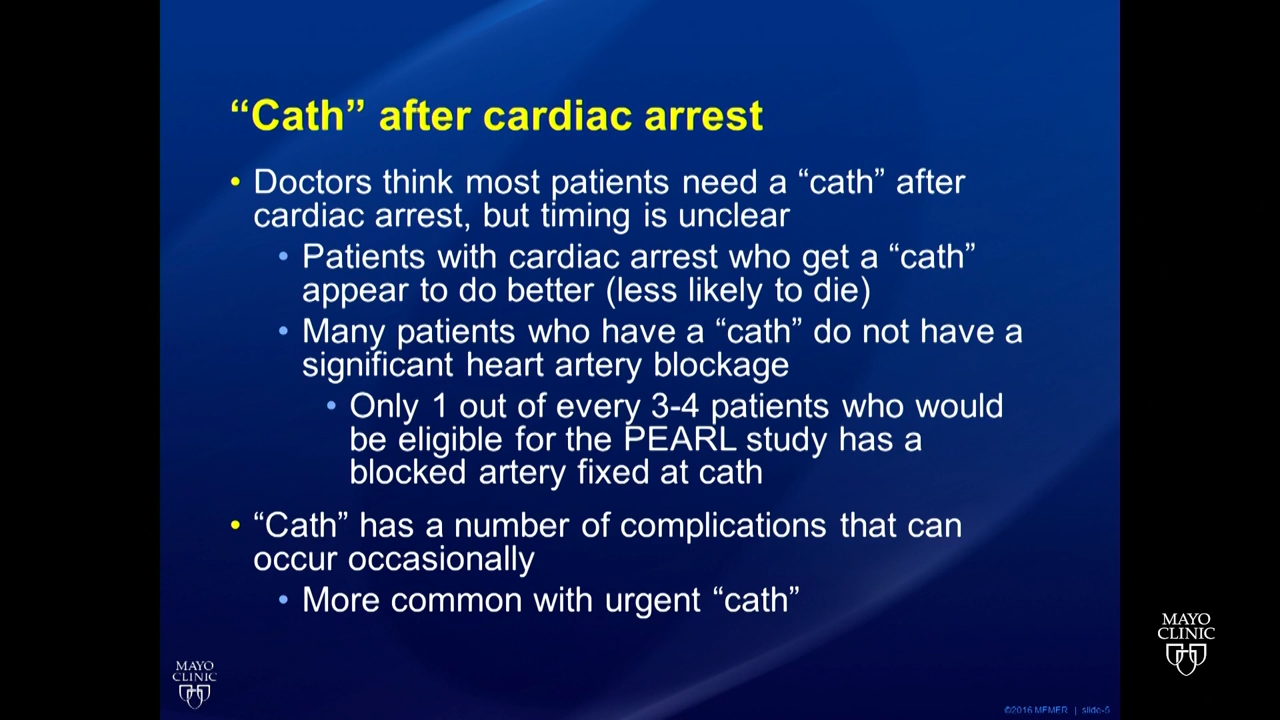 “Cath” after cardiac arrest
• Doctors think most patients need a “cath” after
cardiac arrest, but timing is unclear
• Patients with cardiac arrest who get a “cath”
appear to do better (less likely to die)
• Many patients who have a “cath” do not have a
significant heart artery blockage
• Only 1 out of every 3-4 patients who would
be eligible for the PEARL study has a
blocked artery fixed at cath
• “Cath” has a number of complications that can
occur occasionally
• More common with urgent “cath”
MAYO
CLINIC
MAYO
CLINIC
©2016 MFMER | slide-5